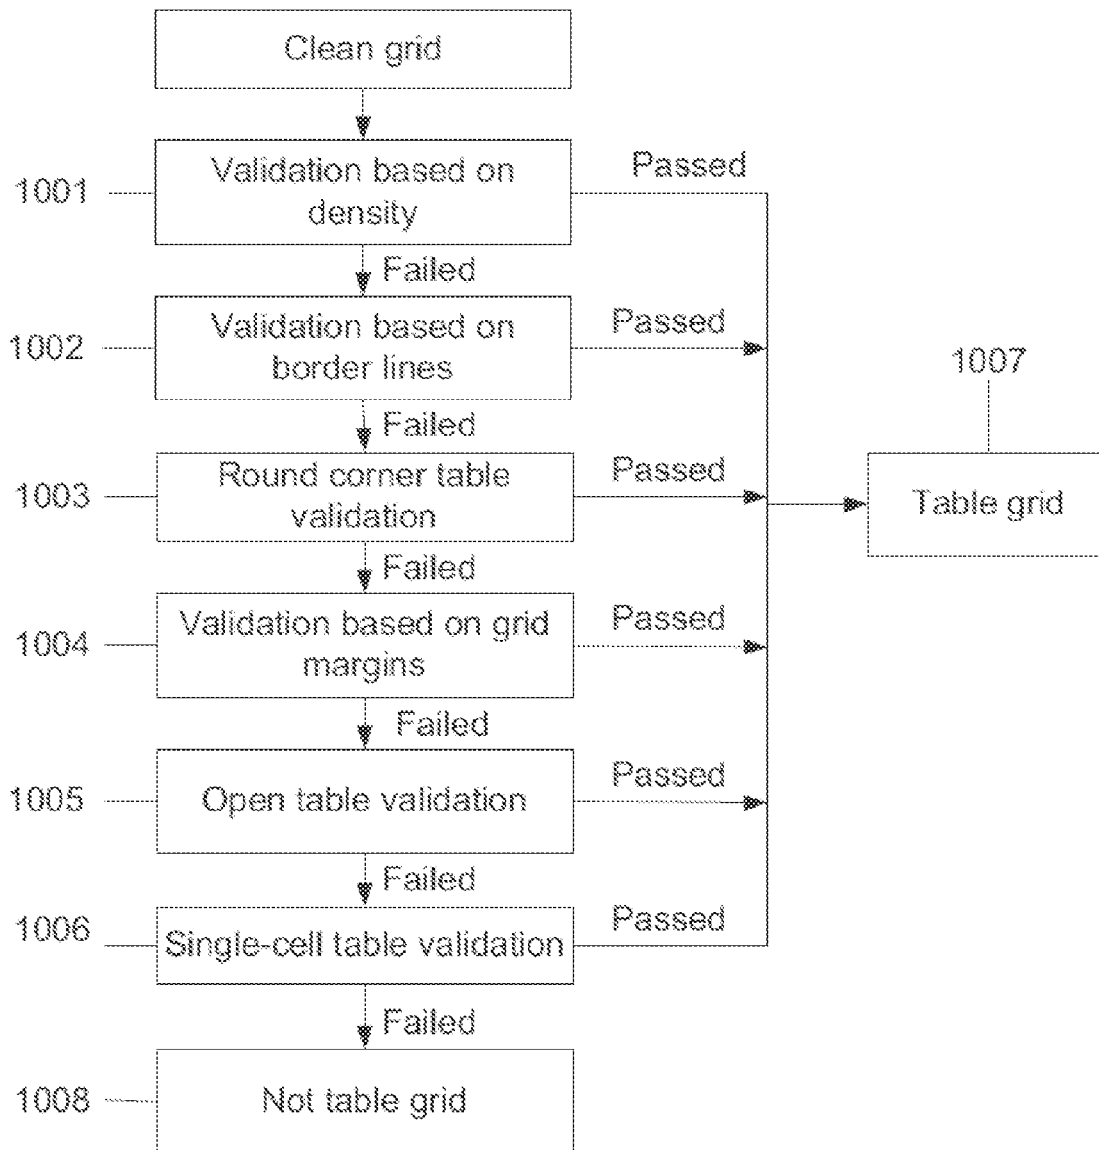 Clean grid
1001
Validation based on
density
Passed
Failed
1002
Validation based on
border lines
Passed
1007
Failed
1003
Round corner table
validation
Passed
Table grid
Failed
1004
Validation based on grid
margins
Passed
Failed
1005
Open table validation
Passed
Failed
1006
Single-cell table validation
Passed
Failed
1008
Not table grid